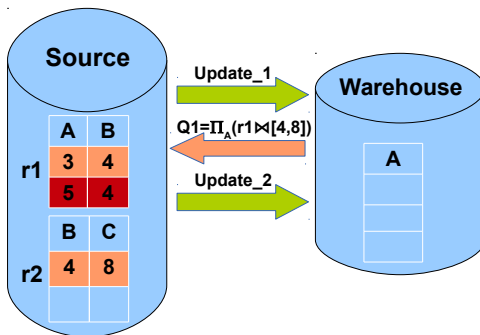 Source
A B
3 4
5 4
r1
B C
4 8
r2
Update_1
Q1=Π_A(r1⋈[4,8])
Update_2
Warehouse
A